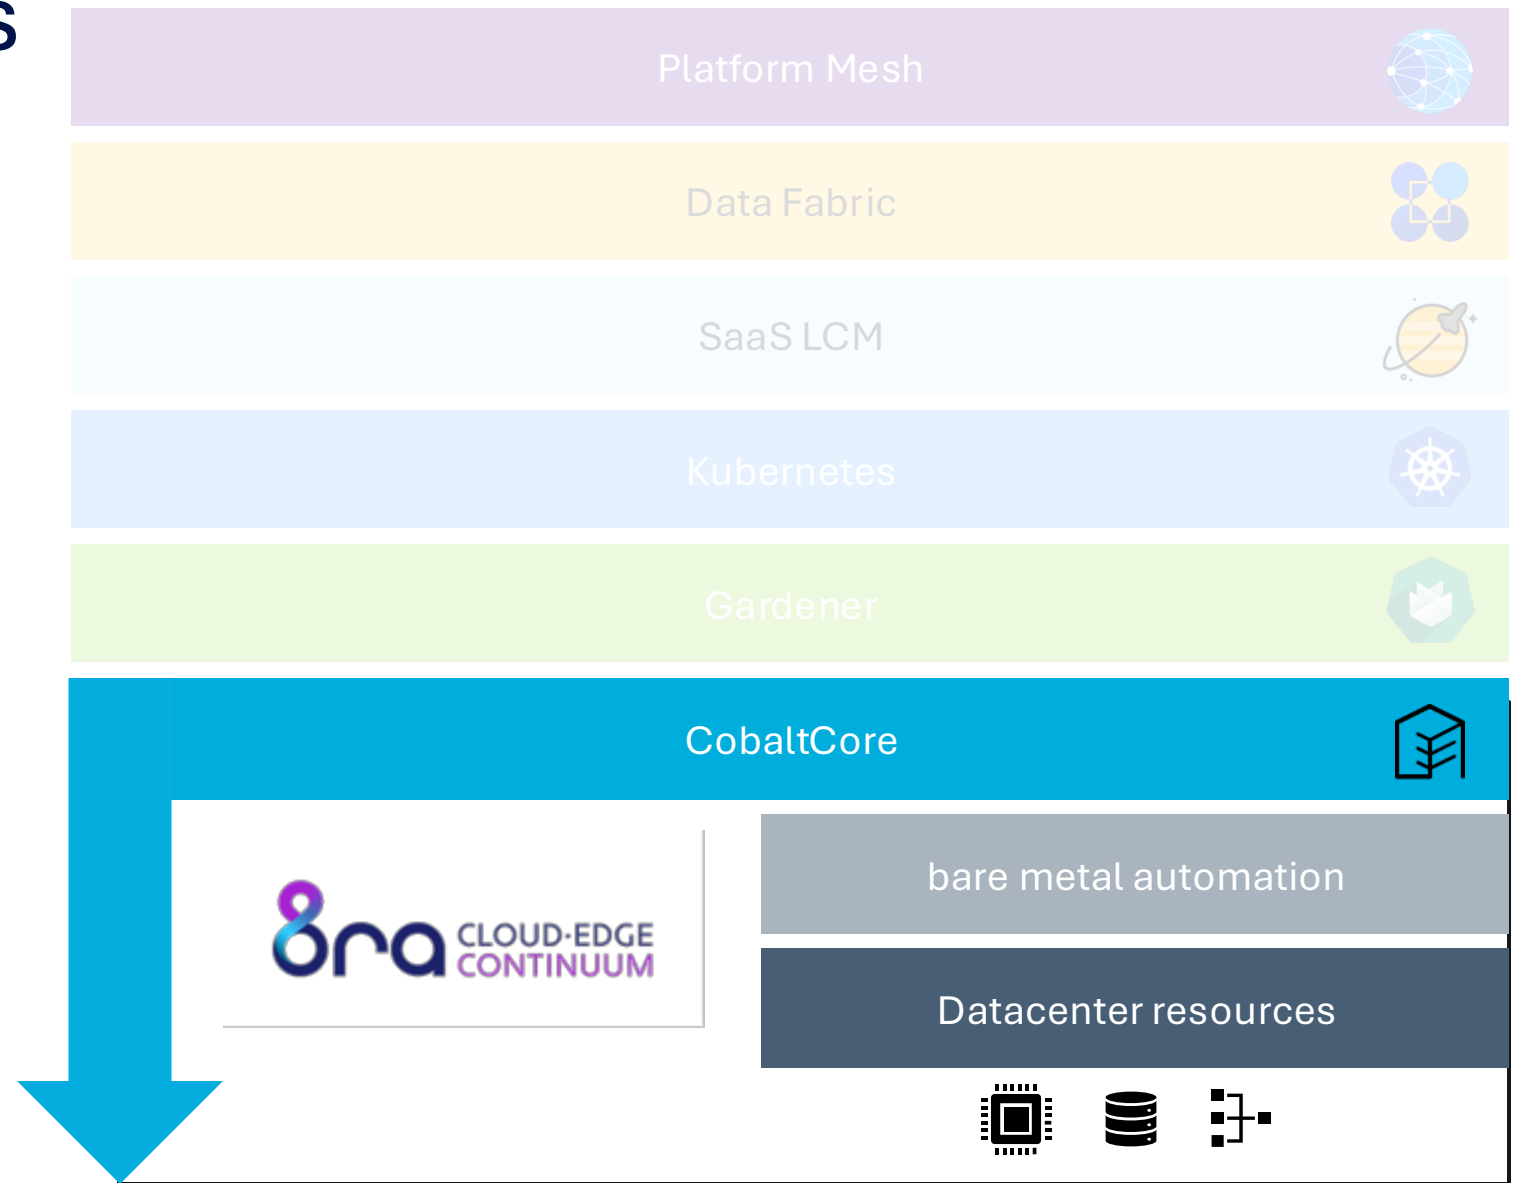 s
Platform Mesh
Data Fabric
SaaS LCM
Kubernetes
Gardener
CobaltCore
bare metal automation
8ra CLOUD·EDGE
CONTINUUM
Datacenter resources